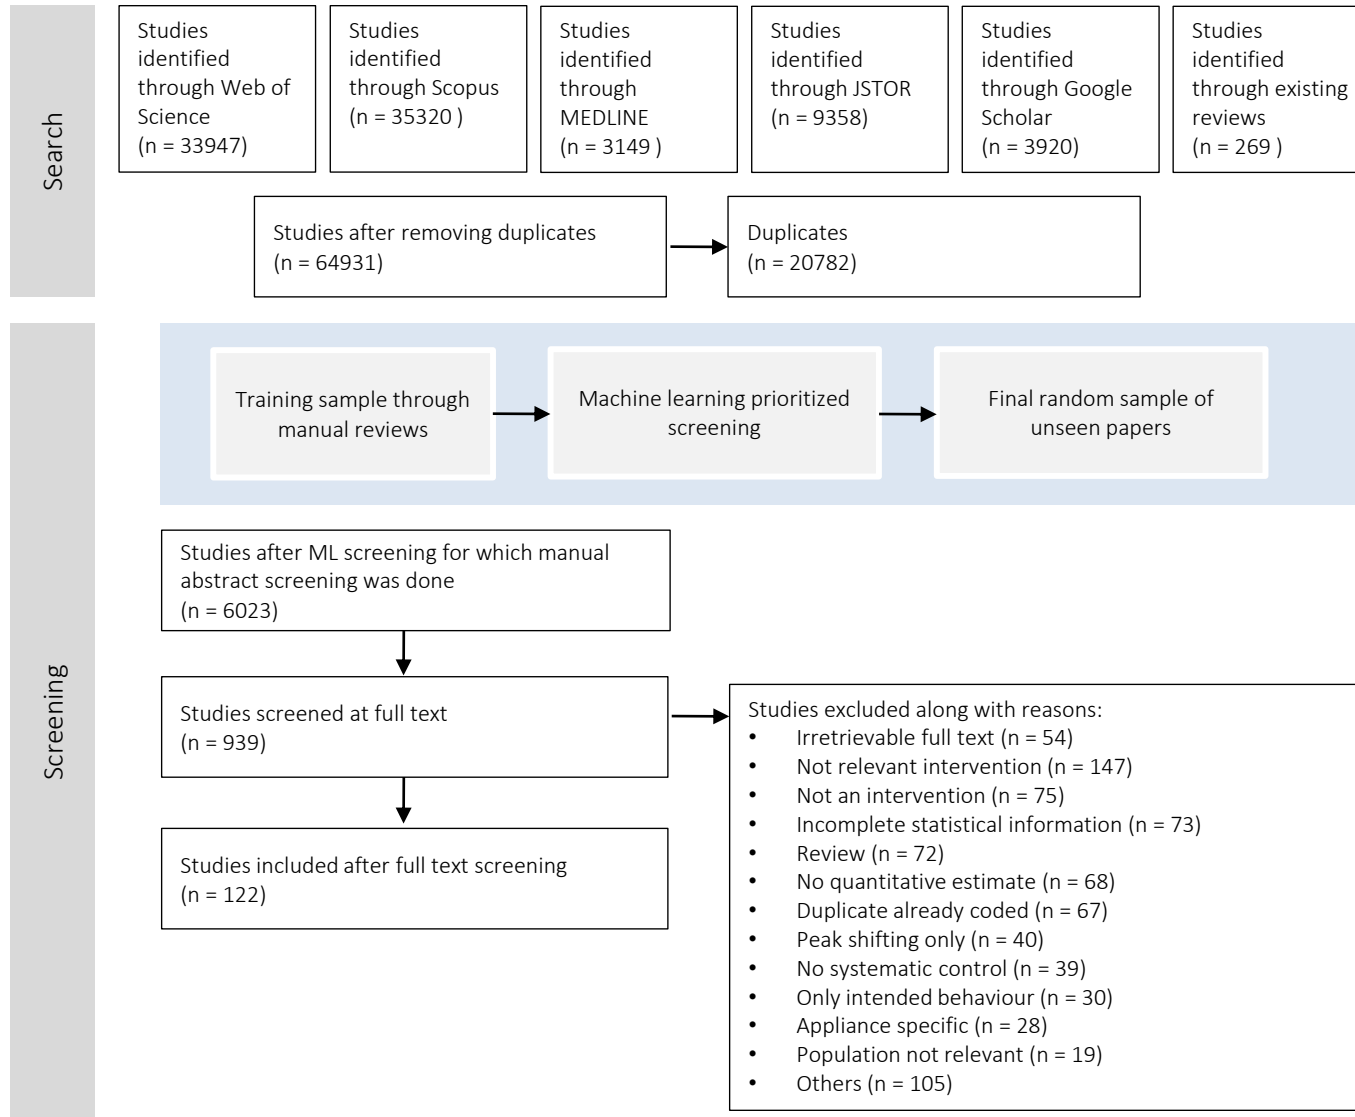 Search
Studies
identified
through Web of
Science
(n = 33947)
Studies
identified
through Scopus
(n = 35320 )
Studies
identified
through
MEDLINE
(n = 3149 )
Studies
identified
through JSTOR
(n = 9358)
Studies
identified
through Google
Scholar
(n = 3920)
Studies
identified
through existing
reviews
(n = 269 )
Studies after removing duplicates
(n = 64931)
Duplicates
(n = 20782)
Screening
Training sample through
manual reviews
Machine learning prioritized
screening
Final random sample of
unseen papers
Studies after ML screening for which manual
abstract screening was done
(n = 6023)
Studies screened at full text
(n = 939)
Studies included after full text screening
(n = 122)
Studies excluded along with reasons:
• Irretrievable full text (n = 54)
• Not relevant intervention (n = 147)
• Not an intervention (n = 75)
• Incomplete statistical information (n = 73)
• Review (n = 72)
• No quantitative estimate (n = 68)
• Duplicate already coded (n = 67)
• Peak shifting only (n = 40)
• No systematic control (n = 39)
• Only intended behaviour (n = 30)
• Appliance specific (n = 28)
• Population not relevant (n = 19)
• Others (n = 105)